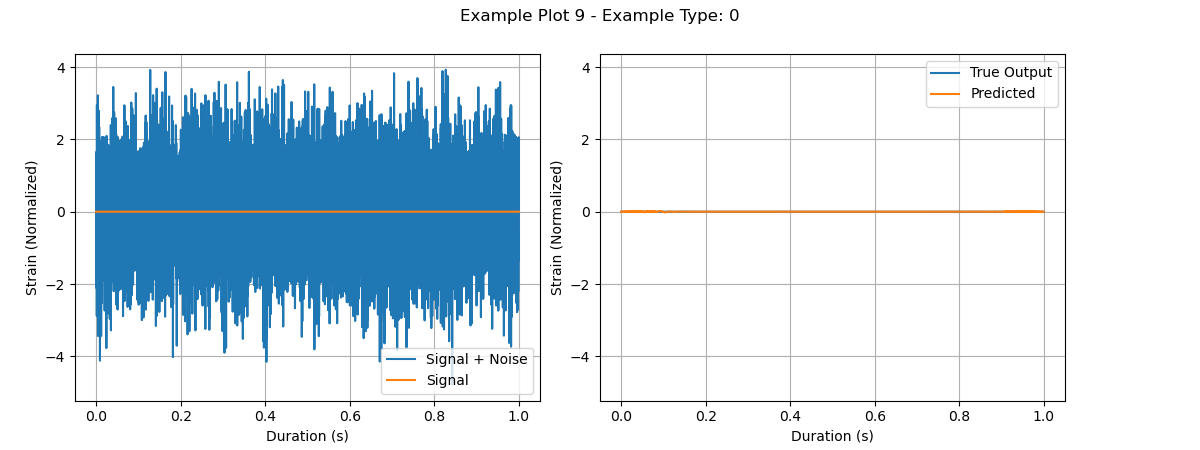 Example Plot 9 - Example Type: 0
Strain (Normalized)
4
2
0
−2
−4
Signal + Noise
Signal
0.0 0.2 0.4 0.6 0.8 1.0
Duration (s)
Strain (Normalized)
4
2
0
−2
−4
True Output
Predicted
0.0 0.2 0.4 0.6 0.8 1.0
Duration (s)